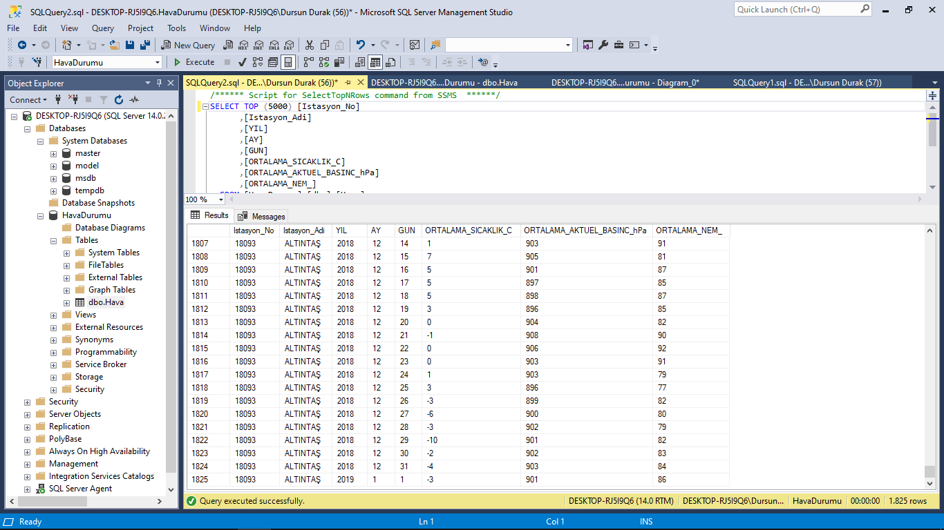 SQLQuery2.sql - DESKTOP-RJ5I9Q6.HavaDurumu (DESKTOP-RJ5I9Q6\Dursun Durak (56))* - Microsoft SQL Server Management Studio
Quick Launch (Ctrl+Q)
File Edit View Query Project Tools Window Help
New Query
HavaDurumu Execute
Object Explorer
SQLQuery2.sql - DE...\Dursun Durak (56))* DESKTOP-RJ5I9Q6....Durumu - dbo.Hava DESKTOP-RJ5I9Q6....urumu - Diagram_0* SQLQuery1.sql - DE...\Dursun Durak (57))
Connect
DESKTOP-RJ5I9Q6 (SQL Server 14.0.
Databases
System Databases
master
model
msdb
tempdb
Database Snapshots
HavaDurumu
Database Diagrams
Tables
System Tables
FileTables
External Tables
Graph Tables
dbo.Hava
Views
External Resources
Synonyms
Programmability
Service Broker
Storage
Security
Security
Server Objects
Replication
PolyBase
Always On High Availability
Management
Integration Services Catalogs
SQL Server Agent
/****** Script for SelectTopNRows command from SSMS ******/
SELECT TOP (5000) [Istasyon_No]
,[Istasyon_Adi]
,[YIL]
,[AY]
,[GUN]
,[ORTALAMA_SICAKLIK_C]
,[ORTALAMA_AKTUEL_BASINC_hPa]
,[ORTALAMA_NEM_]
100 %
Results Messages
Istasyon_No Istasyon_Adi YIL AY GUN ORTALAMA_SICAKLIK_C ORTALAMA_AKTUEL_BASINC_hPa ORTALAMA_NEM_
1807 18093 ALTINTAŞ 2018 12 14 1 903 91
1808 18093 ALTINTAŞ 2018 12 15 7 905 81
1809 18093 ALTINTAŞ 2018 12 16 5 901 87
1810 18093 ALTINTAŞ 2018 12 17 5 897 85
1811 18093 ALTINTAŞ 2018 12 18 5 898 87
1812 18093 ALTINTAŞ 2018 12 19 3 896 85
1813 18093 ALTINTAŞ 2018 12 20 0 904 82
1814 18093 ALTINTAŞ 2018 12 21 -1 908 90
1815 18093 ALTINTAŞ 2018 12 22 0 906 92
1816 18093 ALTINTAŞ 2018 12 23 0 903 91
1817 18093 ALTINTAŞ 2018 12 24 1 903 79
1818 18093 ALTINTAŞ 2018 12 25 3 896 77
1819 18093 ALTINTAŞ 2018 12 26 -3 899 82
1820 18093 ALTINTAŞ 2018 12 27 -6 900 80
1821 18093 ALTINTAŞ 2018 12 28 -3 902 79
1822 18093 ALTINTAŞ 2018 12 29 -10 901 82
1823 18093 ALTINTAŞ 2018 12 30 -2 902 83
1824 18093 ALTINTAŞ 2018 12 31 -4 903 84
1825 18093 ALTINTAŞ 2019 1 1 -3 901 86
Query executed successfully. DESKTOP-RJ5I9Q6 (14.0 RTM) DESKTOP-RJ5I9Q6\Dursun... HavaDurumu 00:00:00 1.825 rows
Ready Ln 1 Col 1 INS